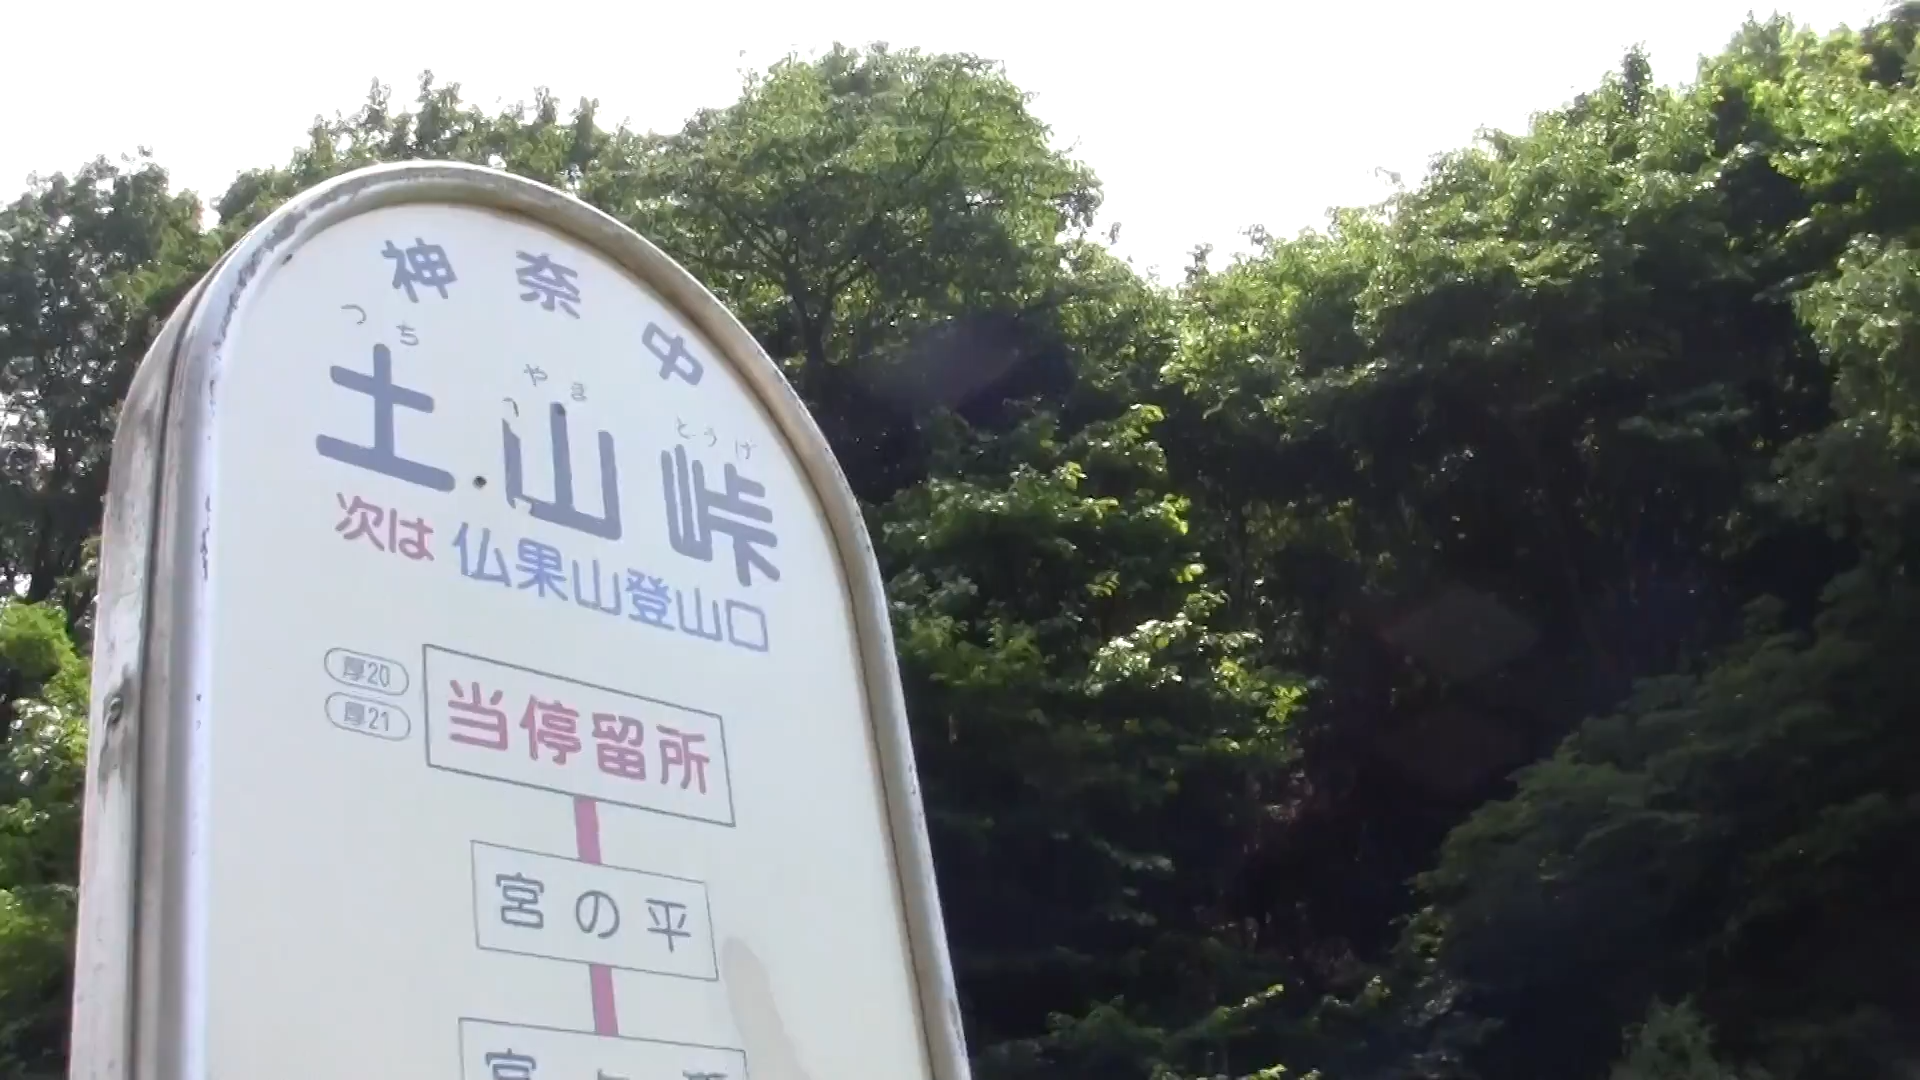 神奈中
つち やま とうげ
土山峠
次は 仏果山登山口
厚20
厚21
当停留所
宮の平